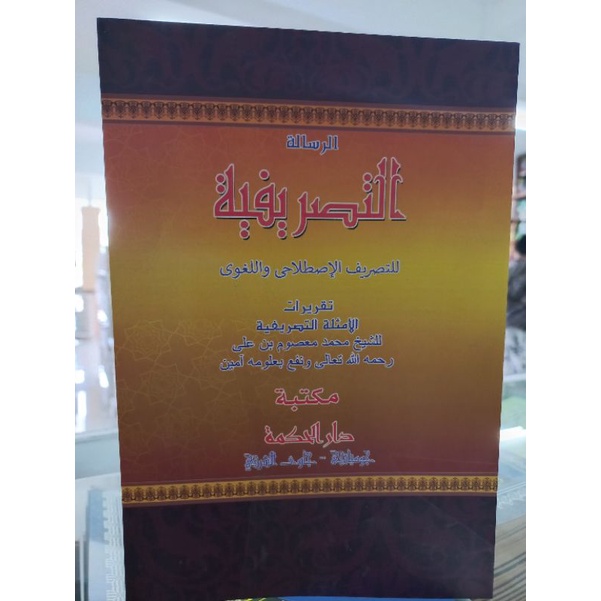 الرسالة
التصريفية
للتصريف الإصطلاحى واللغوى
تقريرات
الأمثلة التصريفية
للشيخ محمد معصوم بن على
رحمه الله تعالى ونفع بعلومه آمين
مكتبة
دار الحكمة